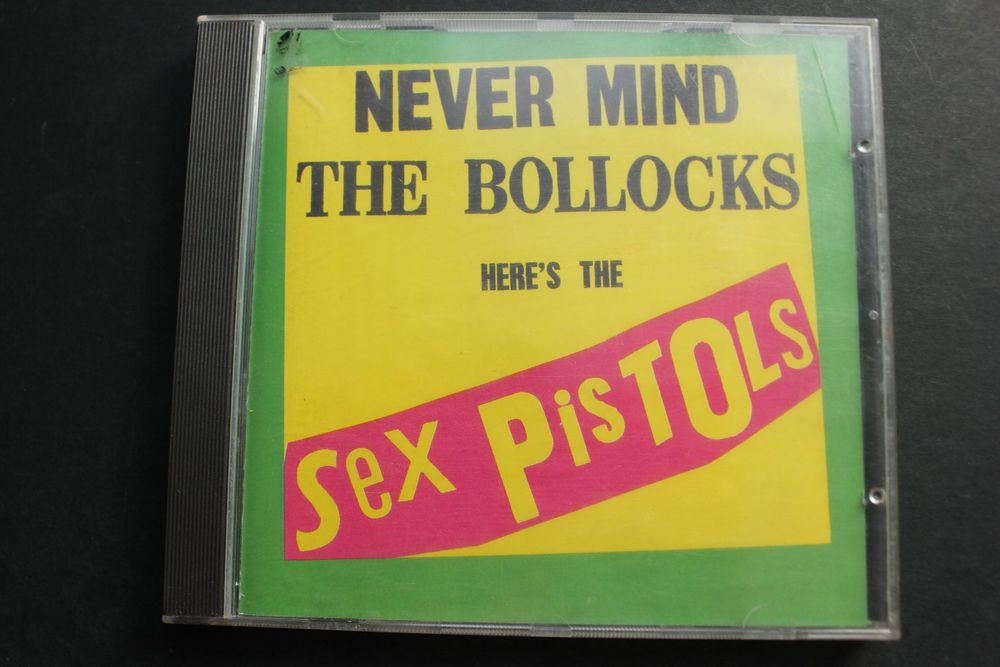 NEVER MIND
THE BOLLOCKS
HERE'S THE
Sex PisTOLs